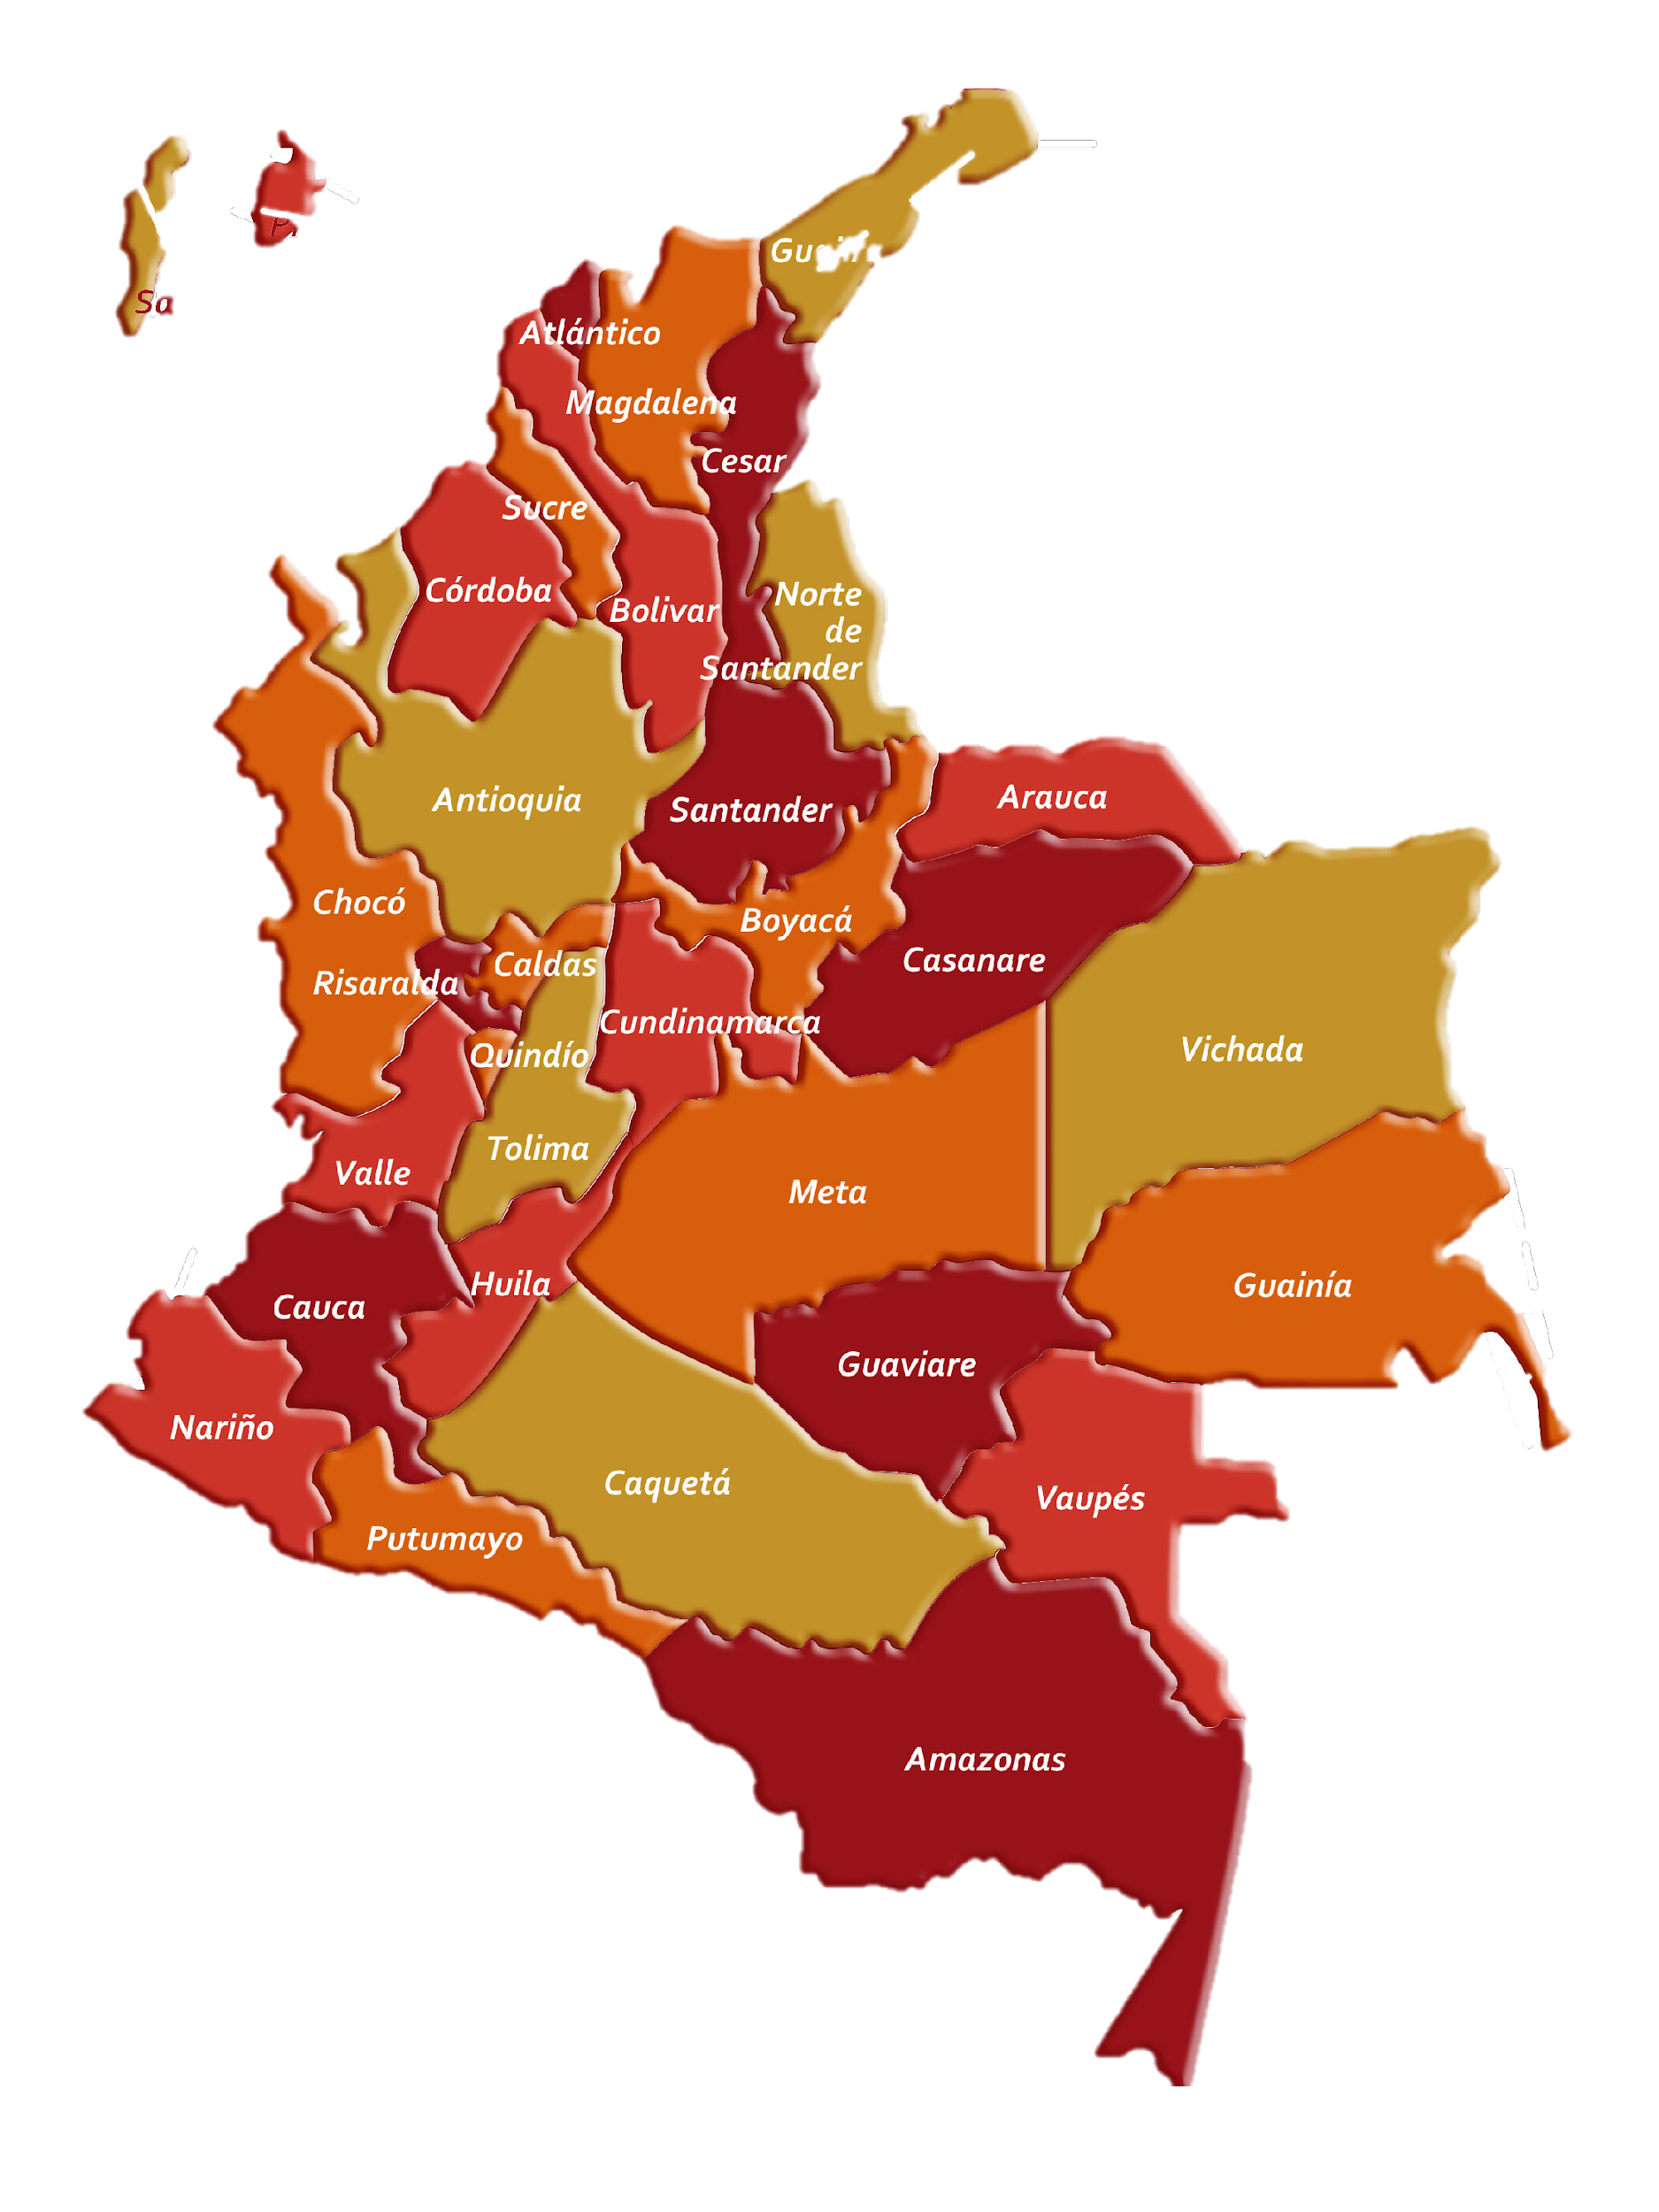 Sa
Atlántico
Magdalena
Cesar
Sucre
Córdoba
Bolivar
Norte
de
Santander
Antioquia
Santander
Arauca
Chocó
Boyacá
Caldas
Casanare
Risaralda
Cundinamarca
Quindío
Vichada
Tolima
Valle
Meta
Huila
Guainía
Cauca
Guaviare
Nariño
Caquetá
Vaupés
Putumayo
Amazonas